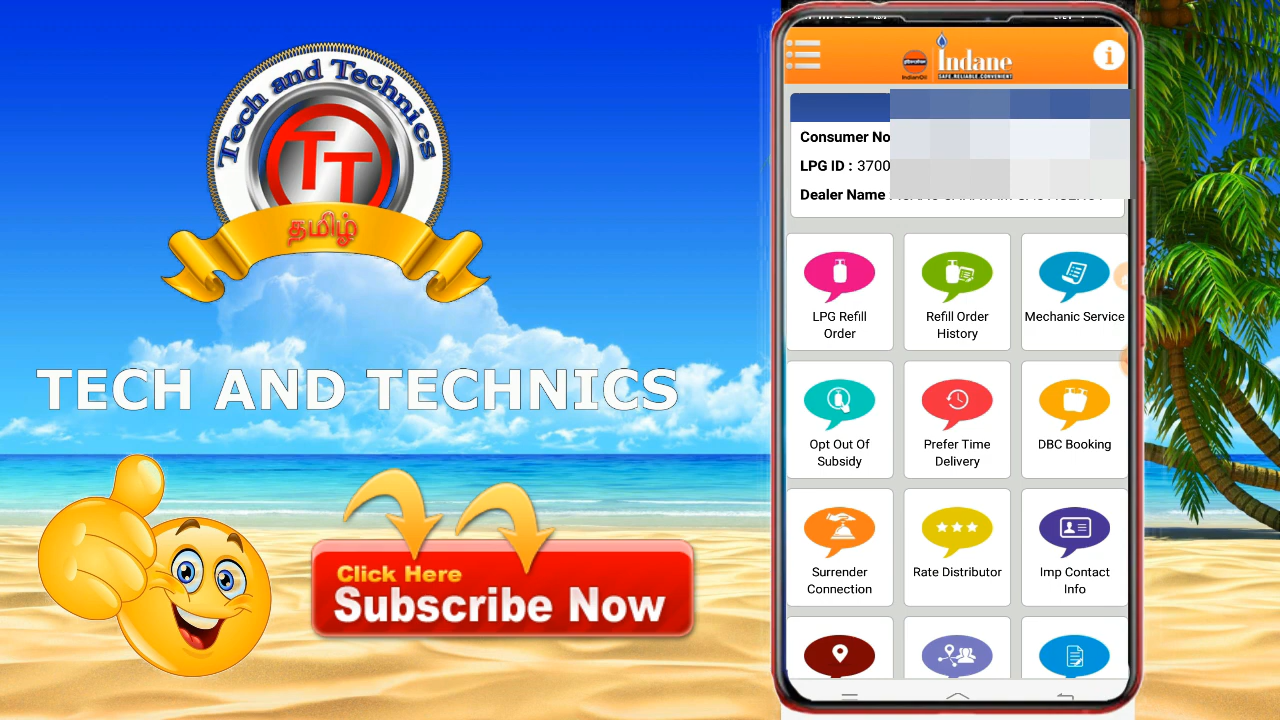 Tech and Technics
TT
தமிழ்
TECH AND TECHNICS
Click Here
Subscribe Now
IndianOil
Indane
SAFE. RELIABLE. CONVENIENT
i
Consumer No
LPG ID : 3700
Dealer Name
LPG Refill
Order
Refill Order
History
Mechanic Service
Opt Out Of
Subsidy
Prefer Time
Delivery
DBC Booking
Surrender
Connection
Rate Distributor
Imp Contact
Info